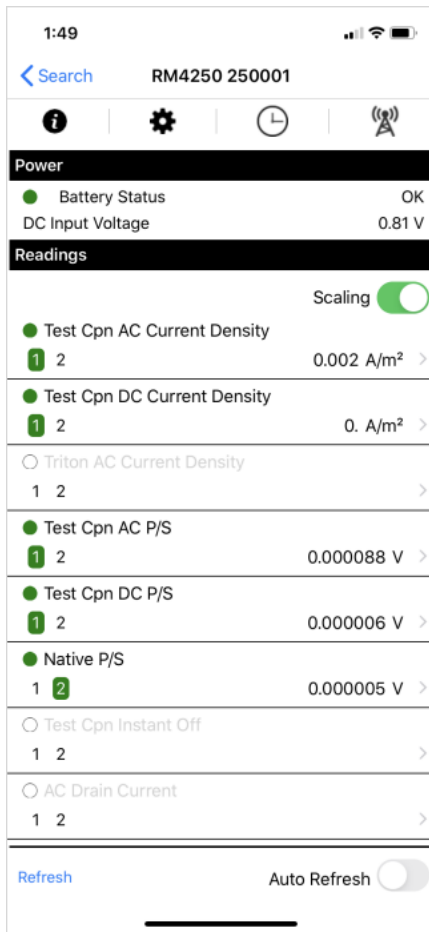 1:49
Search RM4250 250001
Power
Battery Status OK
DC Input Voltage 0.81 V
Readings
Scaling
Test Cpn AC Current Density
1 2 0.002 A/m²
Test Cpn DC Current Density
1 2 0. A/m²
Triton AC Current Density
1 2
Test Cpn AC P/S
1 2 0.000088 V
Test Cpn DC P/S
1 2 0.000006 V
Native P/S
1 2 0.000005 V
Test Cpn Instant Off
1 2
AC Drain Current
1 2
Refresh Auto Refresh